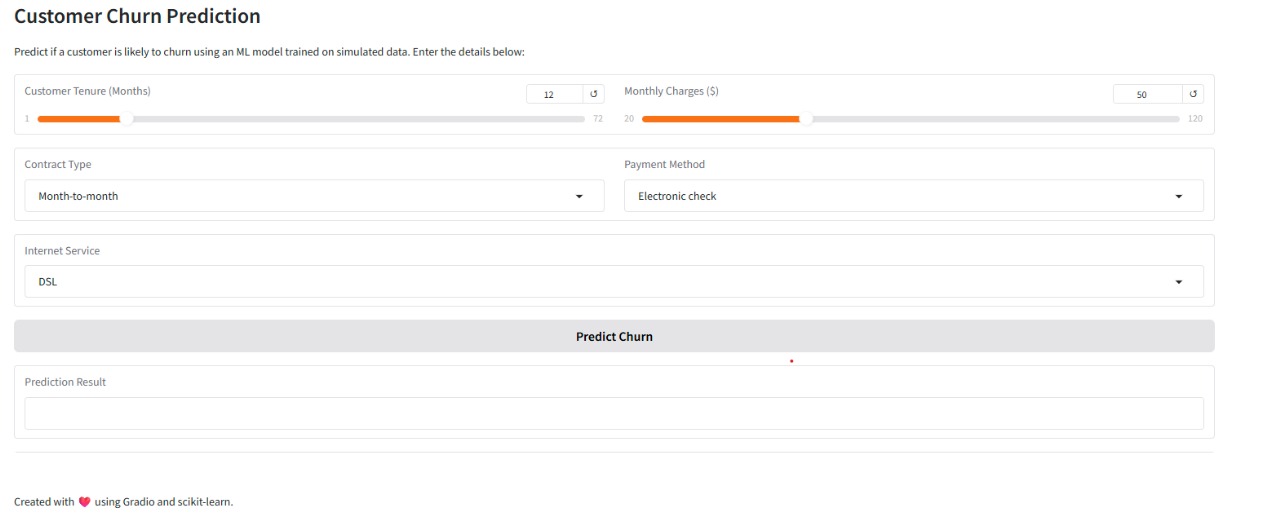 Customer Churn Prediction
Predict if a customer is likely to churn using an ML model trained on simulated data. Enter the details below:
Customer Tenure (Months)
12
↺
1
72
Monthly Charges ($)
50
↺
20
120
Contract Type
Month-to-month
Payment Method
Electronic check
Internet Service
DSL
Predict Churn
Prediction Result
Created with ❤️ using Gradio and scikit-learn.